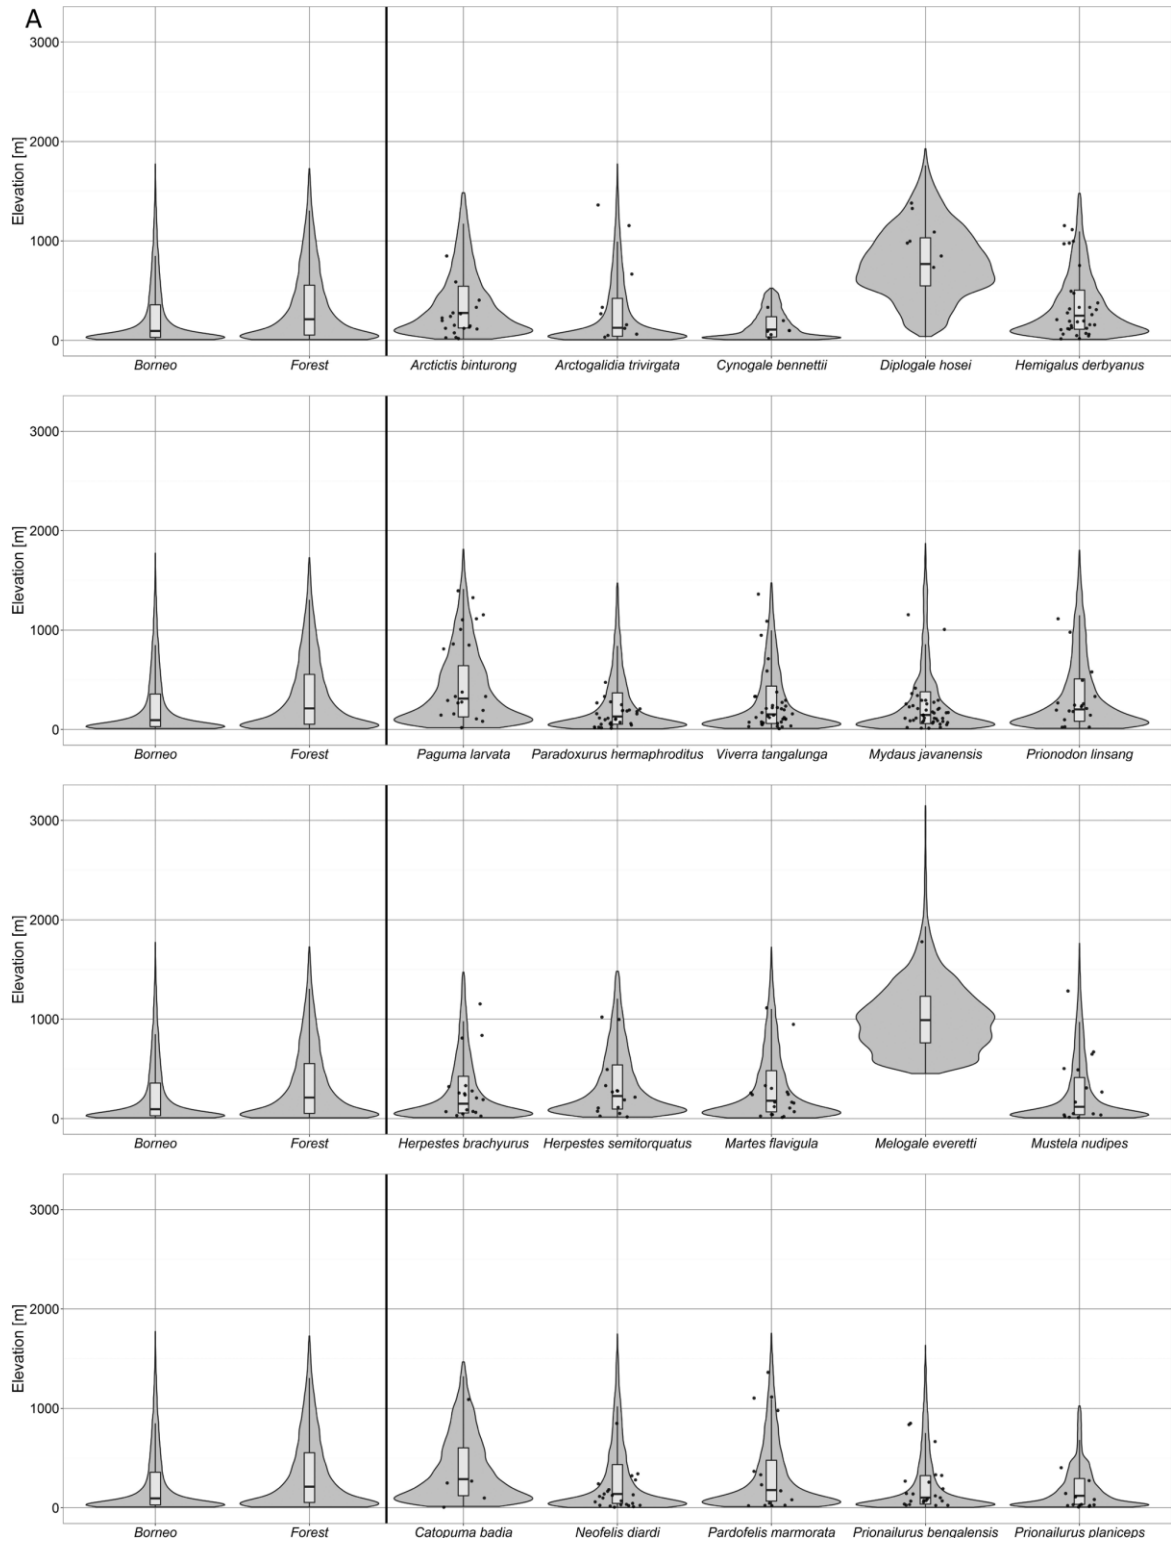 A
3000
2000
1000
0
Elevation [m]
Borneo Forest Arctictis binturong Arctogalidia trivirgata Cynogale bennettii Diplogale hosei Hemigalus derbyanus
3000
2000
1000
0
Elevation [m]
Borneo Forest Paguma larvata Paradoxurus hermaphroditus Viverra tangalunga Mydaus javanensis Prionodon linsang
3000
2000
1000
0
Elevation [m]
Borneo Forest Herpestes brachyurus Herpestes semitorquatus Martes flavigula Melogale everetti Mustela nudipes
3000
2000
1000
0
Elevation [m]
Borneo Forest Catopuma badia Neofelis diardi Pardofelis marmorata Prionailurus bengalensis Prionailurus planiceps